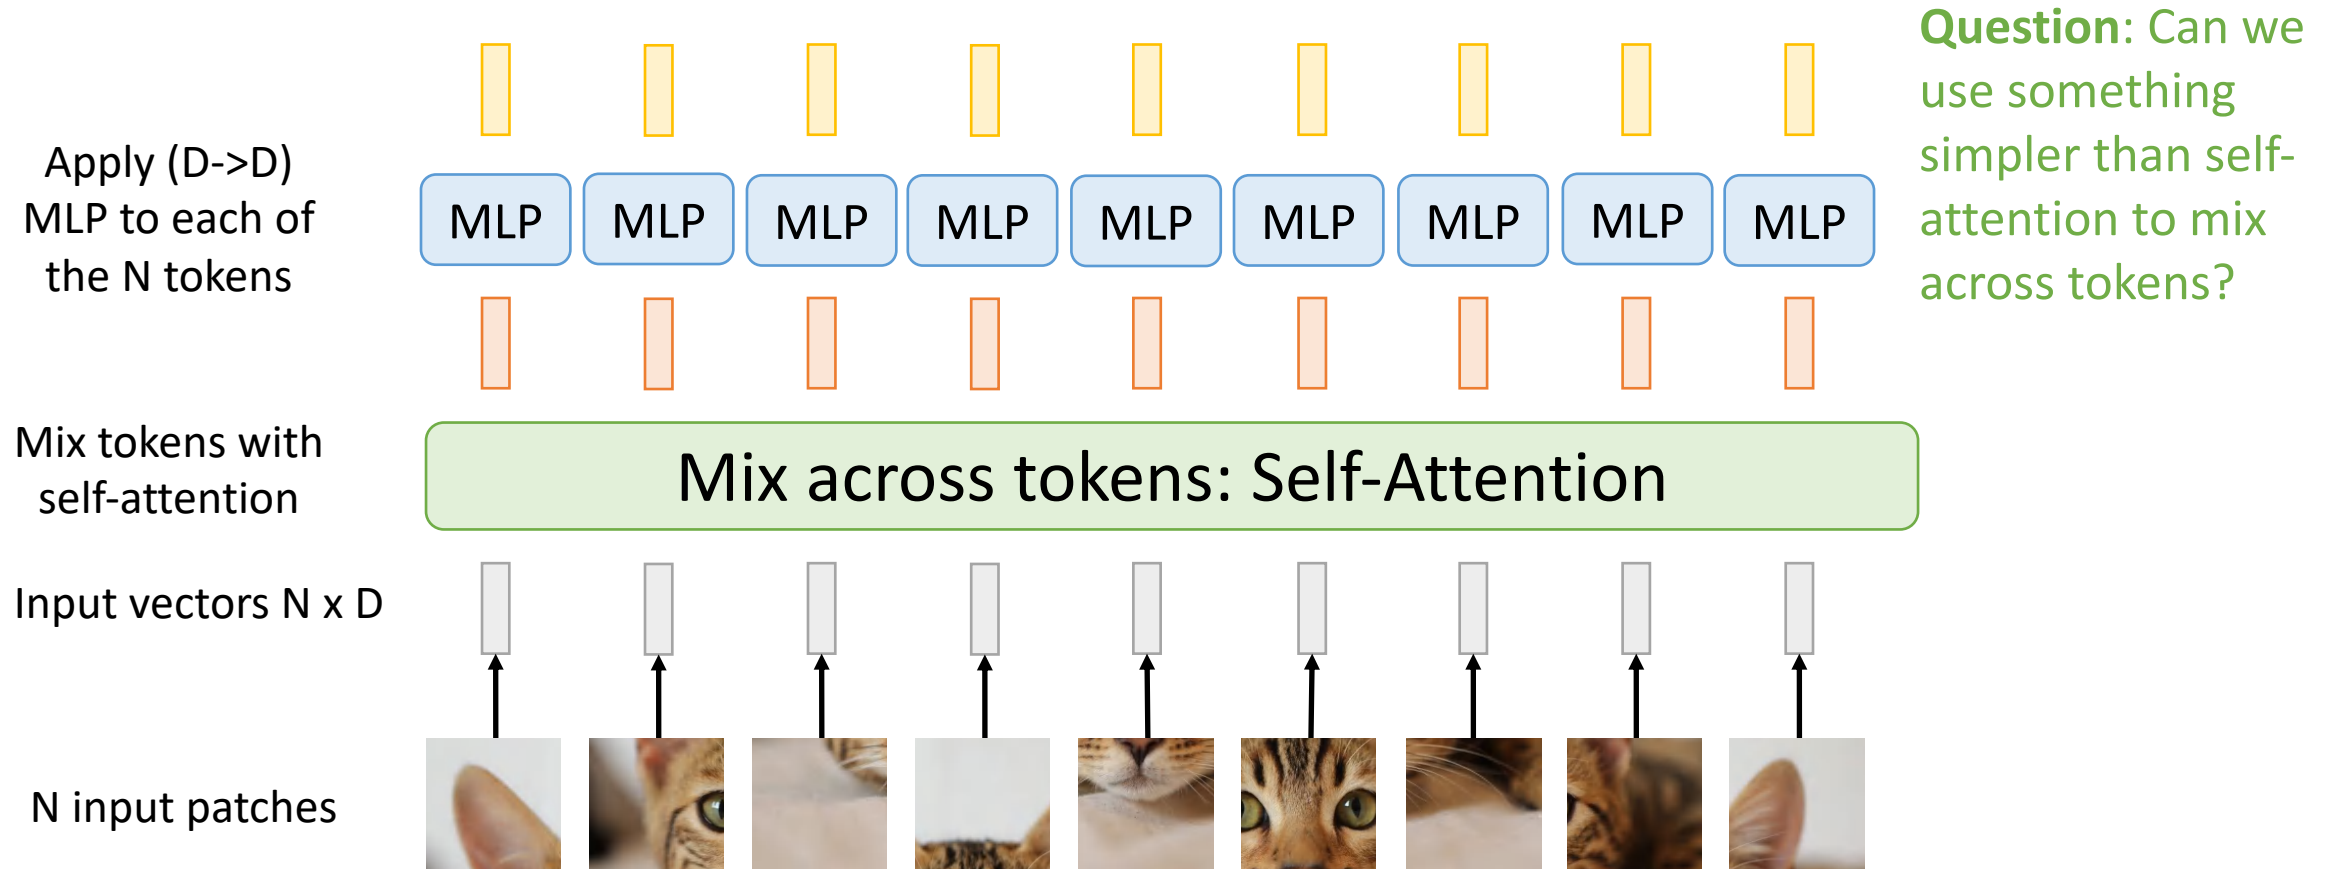 Question: Can we
use something
simpler than self-
attention to mix
across tokens?
Apply (D->D)
MLP to each of
the N tokens
MLP MLP MLP MLP MLP MLP MLP MLP MLP
Mix tokens with
self-attention
Mix across tokens: Self-Attention
Input vectors N x D
N input patches